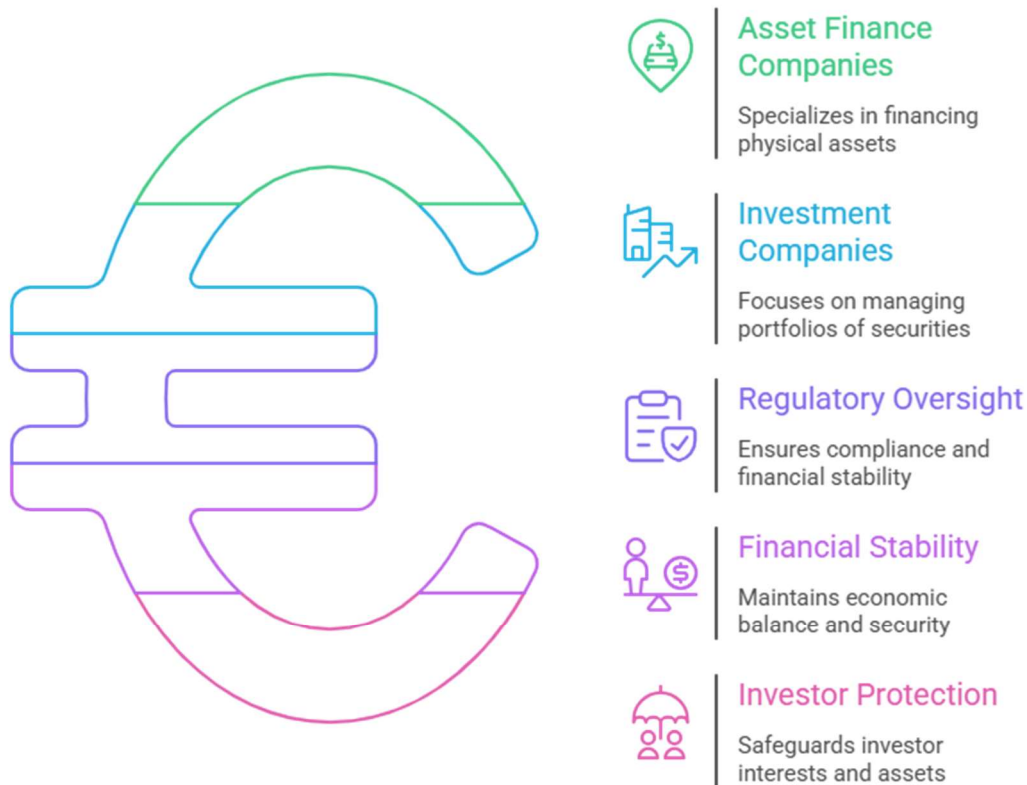 Asset Finance
Companies
Specializes in financing
physical assets
Investment
Companies
Focuses on managing
portfolios of securities
Regulatory Oversight
Ensures compliance and
financial stability
Financial Stability
Maintains economic
balance and security
Investor Protection
Safeguards investor
interests and assets